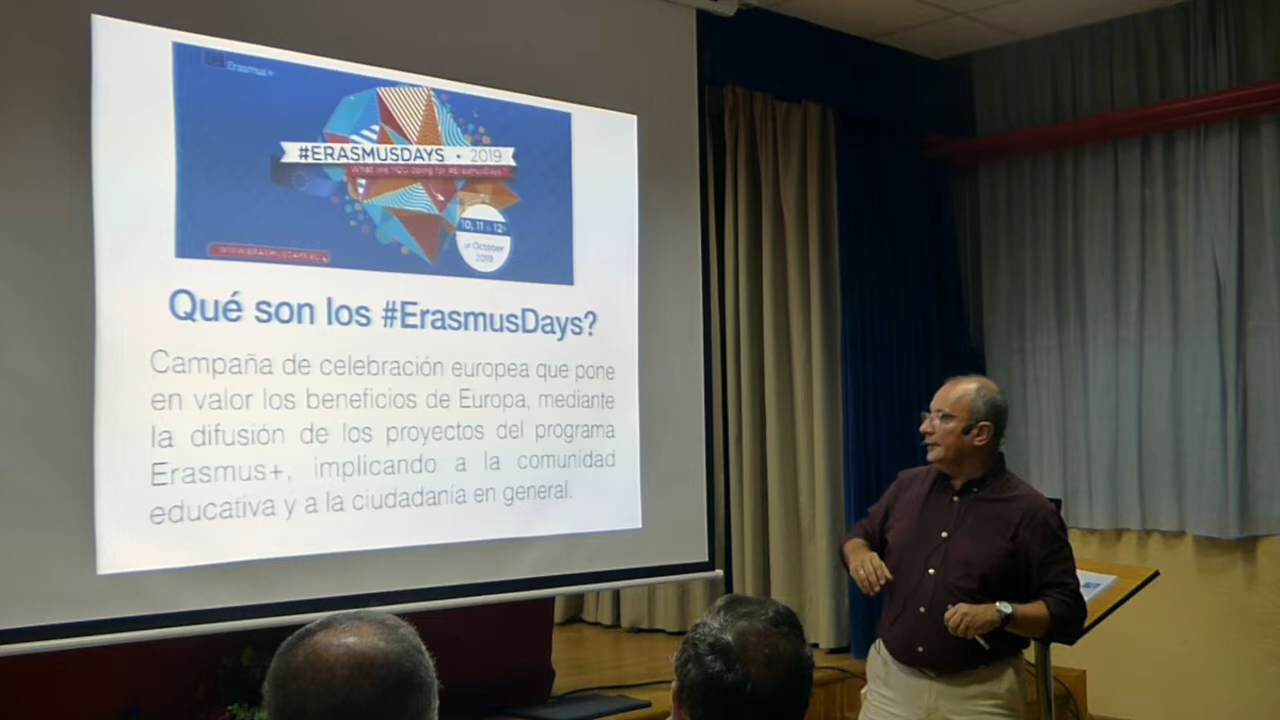 Erasmus+
#ERASMUSDAYS • 2019
What are YOU doing for #ErasmusDays?
10, 11 & 12
of October
2019
WWW.ERASMUSDAYS.EU
Qué son los #ErasmusDays?
Campaña de celebración europea que pone
en valor los beneficios de Europa, mediante
la difusión de los proyectos del programa
Erasmus+, implicando a la comunidad
educativa y a la ciudadanía en general.